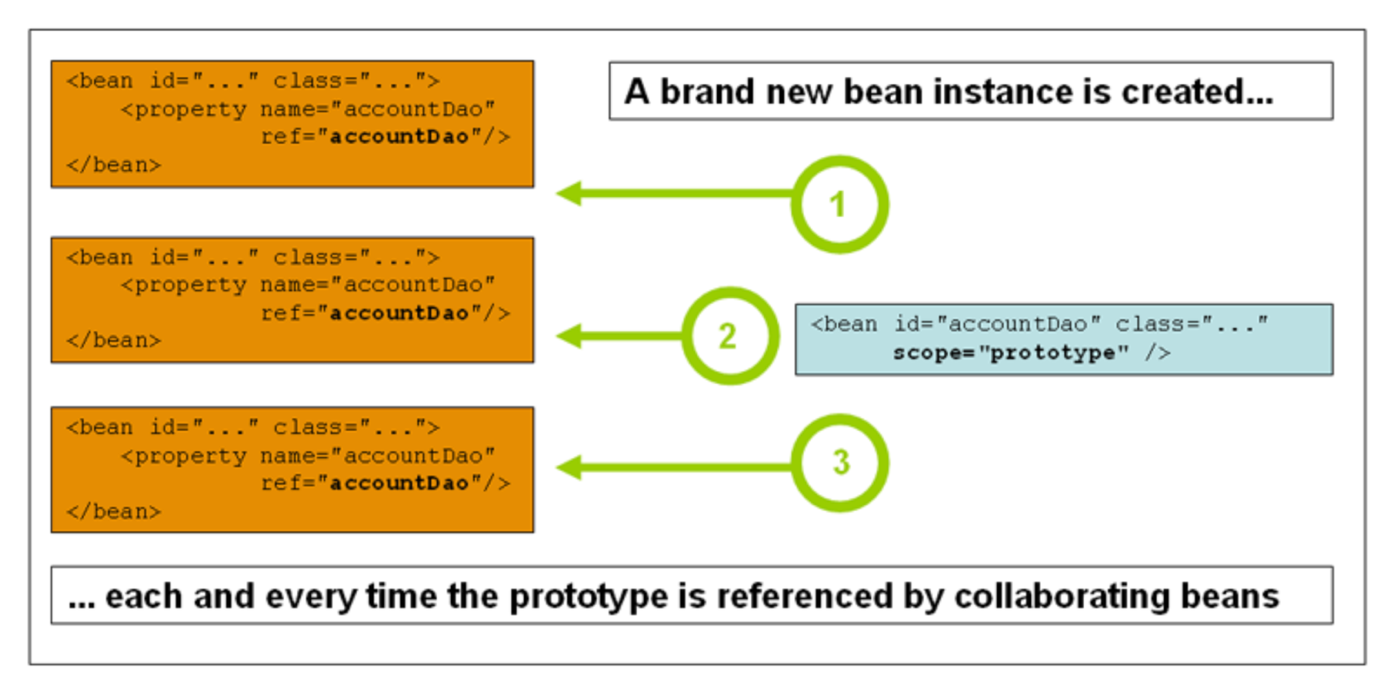 <bean id="..." class="...">
<property name="accountDao"
ref="accountDao"/>
</bean>
A brand new bean instance is created...
1
<bean id="..." class="...">
<property name="accountDao"
ref="accountDao"/>
</bean>
2
<bean id="accountDao" class="..."
scope="prototype" />
<bean id="..." class="...">
<property name="accountDao"
ref="accountDao"/>
</bean>
3
... each and every time the prototype is referenced by collaborating beans